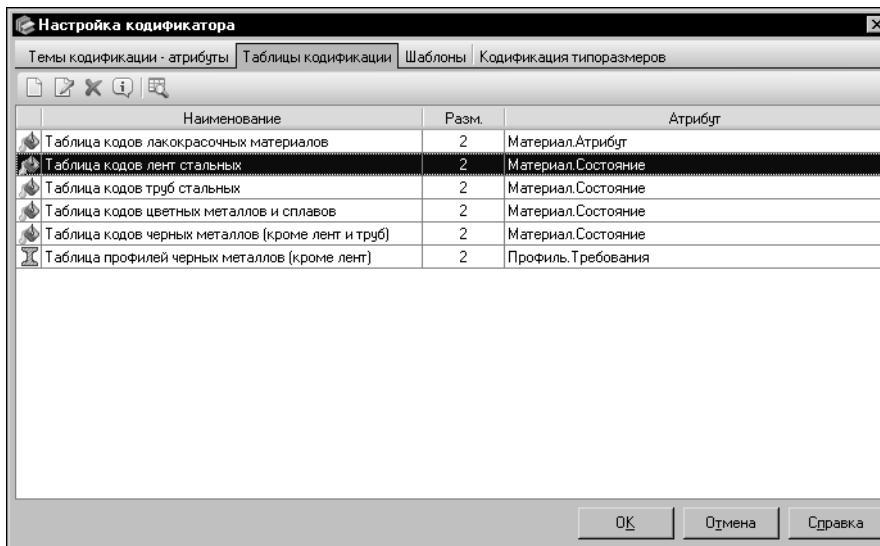 Настройка кодификатора
Темы кодификации - атрибуты Таблицы кодификации Шаблоны Кодификация типоразмеров
Наименование Разм. Атрибут
Таблица кодов лакокрасочных материалов 2 Материал.Атрибут
Таблица кодов лент стальных 2 Материал.Состояние
Таблица кодов труб стальных 2 Материал.Состояние
Таблица кодов цветных металлов и сплавов 2 Материал.Состояние
Таблица кодов черных металлов (кроме лент и труб) 2 Материал.Состояние
Таблица профилей черных металлов (кроме лент) 2 Профиль.Требования
OK Отмена Справка